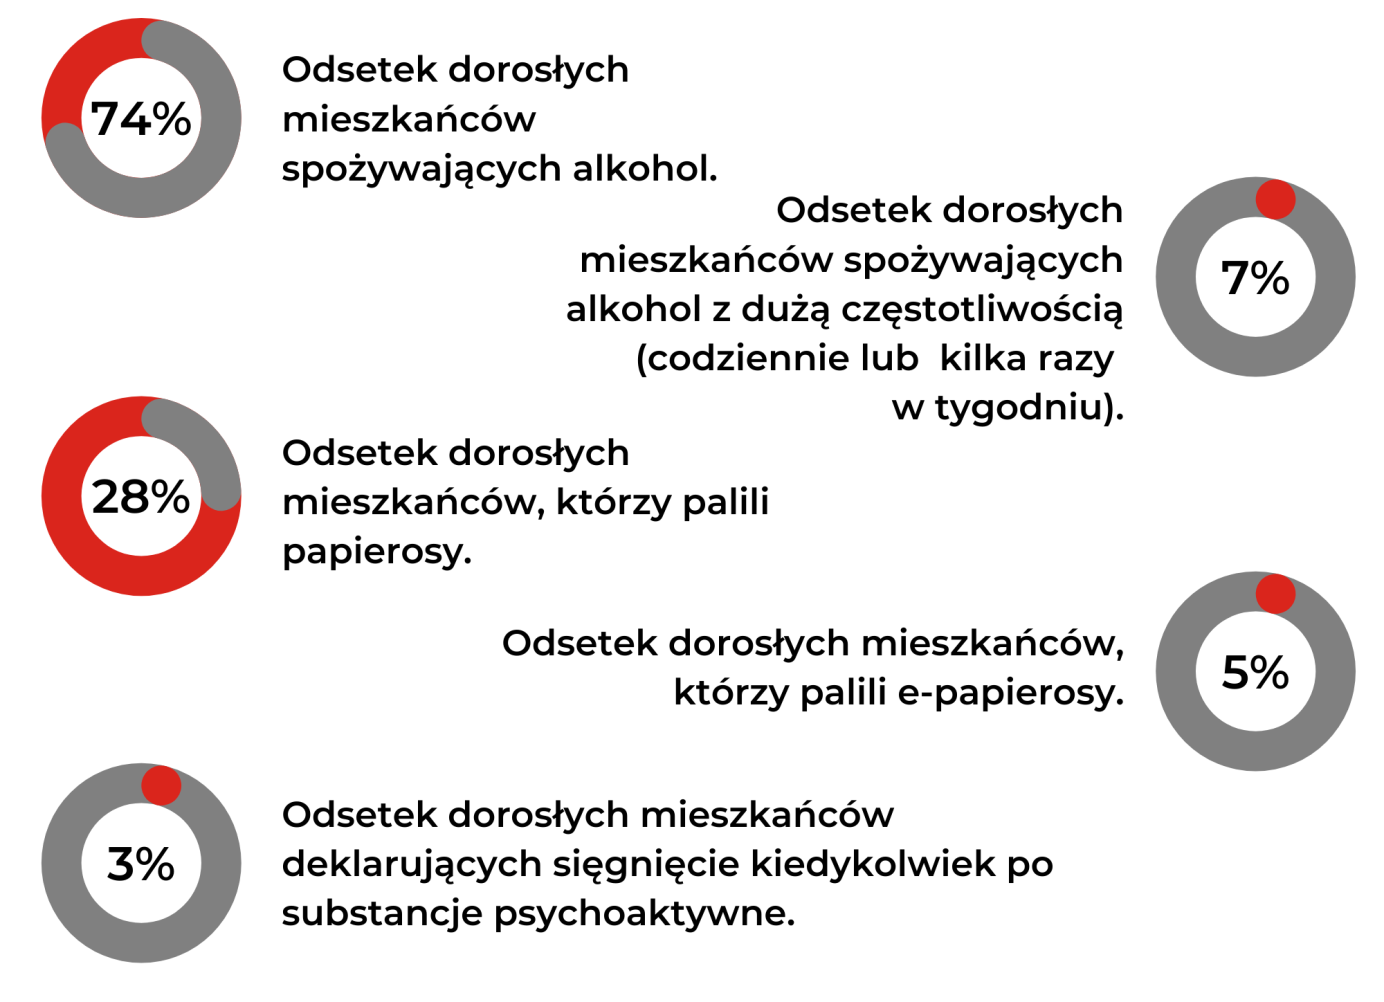 74%
Odsetek dorosłych
mieszkańców
spożywających alkohol.
Odsetek dorosłych
mieszkańców spożywających
alkohol z dużą częstotliwością
(codziennie lub  kilka razy
w tygodniu).
7%
28%
Odsetek dorosłych
mieszkańców, którzy palili
papierosy.
Odsetek dorosłych mieszkańców,
którzy palili e-papierosy.
5%
3%
Odsetek dorosłych mieszkańców
deklarujących sięgnięcie kiedykolwiek po
substancje psychoaktywne.